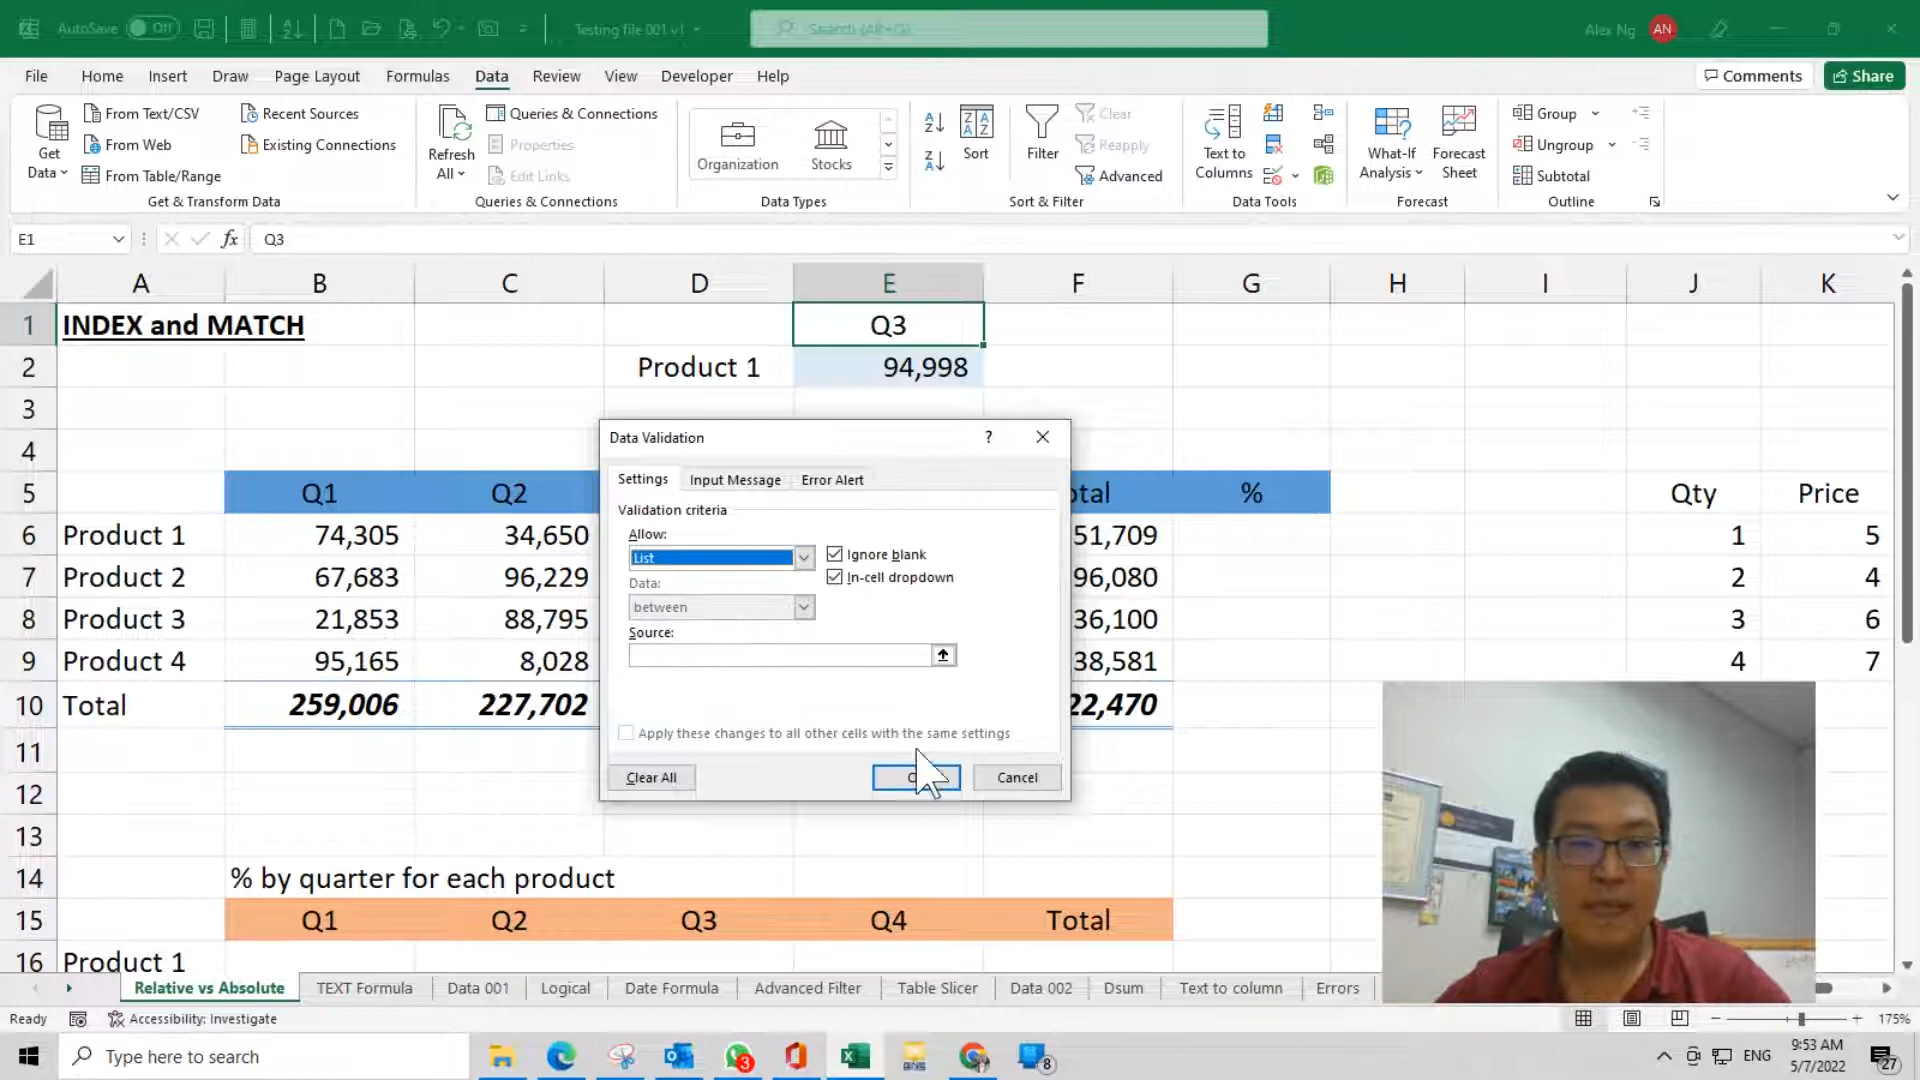 AutoSave Off Testing file 001 v1 Search (Alt+Q) Alex Ng AN
File Home Insert Draw Page Layout Formulas Data Review View Developer Help Comments Share
Get Data
From Text/CSV
From Web
From Table/Range
Recent Sources
Existing Connections
Get & Transform Data
Refresh All
Queries & Connections
Properties
Edit Links
Queries & Connections
Organization
Stocks
Data Types
Sort
Filter
Clear
Reapply
Advanced
Sort & Filter
Text to Columns
Data Tools
What-If Analysis
Forecast Sheet
Forecast
Group
Ungroup
Subtotal
Outline
E1 fx Q3
A B C D E F G H I J K
1 INDEX and MATCH Q3
2 Product 1 94,998
3
4
5 Q1 Q2 otal % Qty Price
6 Product 1 74,305 34,650 51,709 1 5
7 Product 2 67,683 96,229 96,080 2 4
8 Product 3 21,853 88,795 36,100 3 6
9 Product 4 95,165 8,028 38,581 4 7
10 Total 259,006 227,702 22,470
11
12
13
14 % by quarter for each product
15 Q1 Q2 Q3 Q4 Total
16 Product 1
Data Validation ?
Settings Input Message Error Alert
Validation criteria
Allow:
List
Ignore blank
In-cell dropdown
Data:
between
Source:
Apply these changes to all other cells with the same settings
Clear All Cancel
Relative vs Absolute TEXT Formula Data 001 Logical Date Formula Advanced Filter Table Slicer Data 002 Dsum Text to column Errors
Ready Accessibility: Investigate 175%
Type here to search 3 8 ENG 9:53 AM
5/7/2022 27